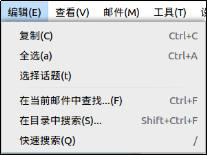 编辑(E) 查看(V) 邮件(M) 工具(T)
复制(C) Ctrl+C
全选(a) Ctrl+A
选择话题(t)
在当前邮件中查找...(F) Ctrl+F
在目录中搜索(S)... Shift+Ctrl+F
快速搜索(Q) /